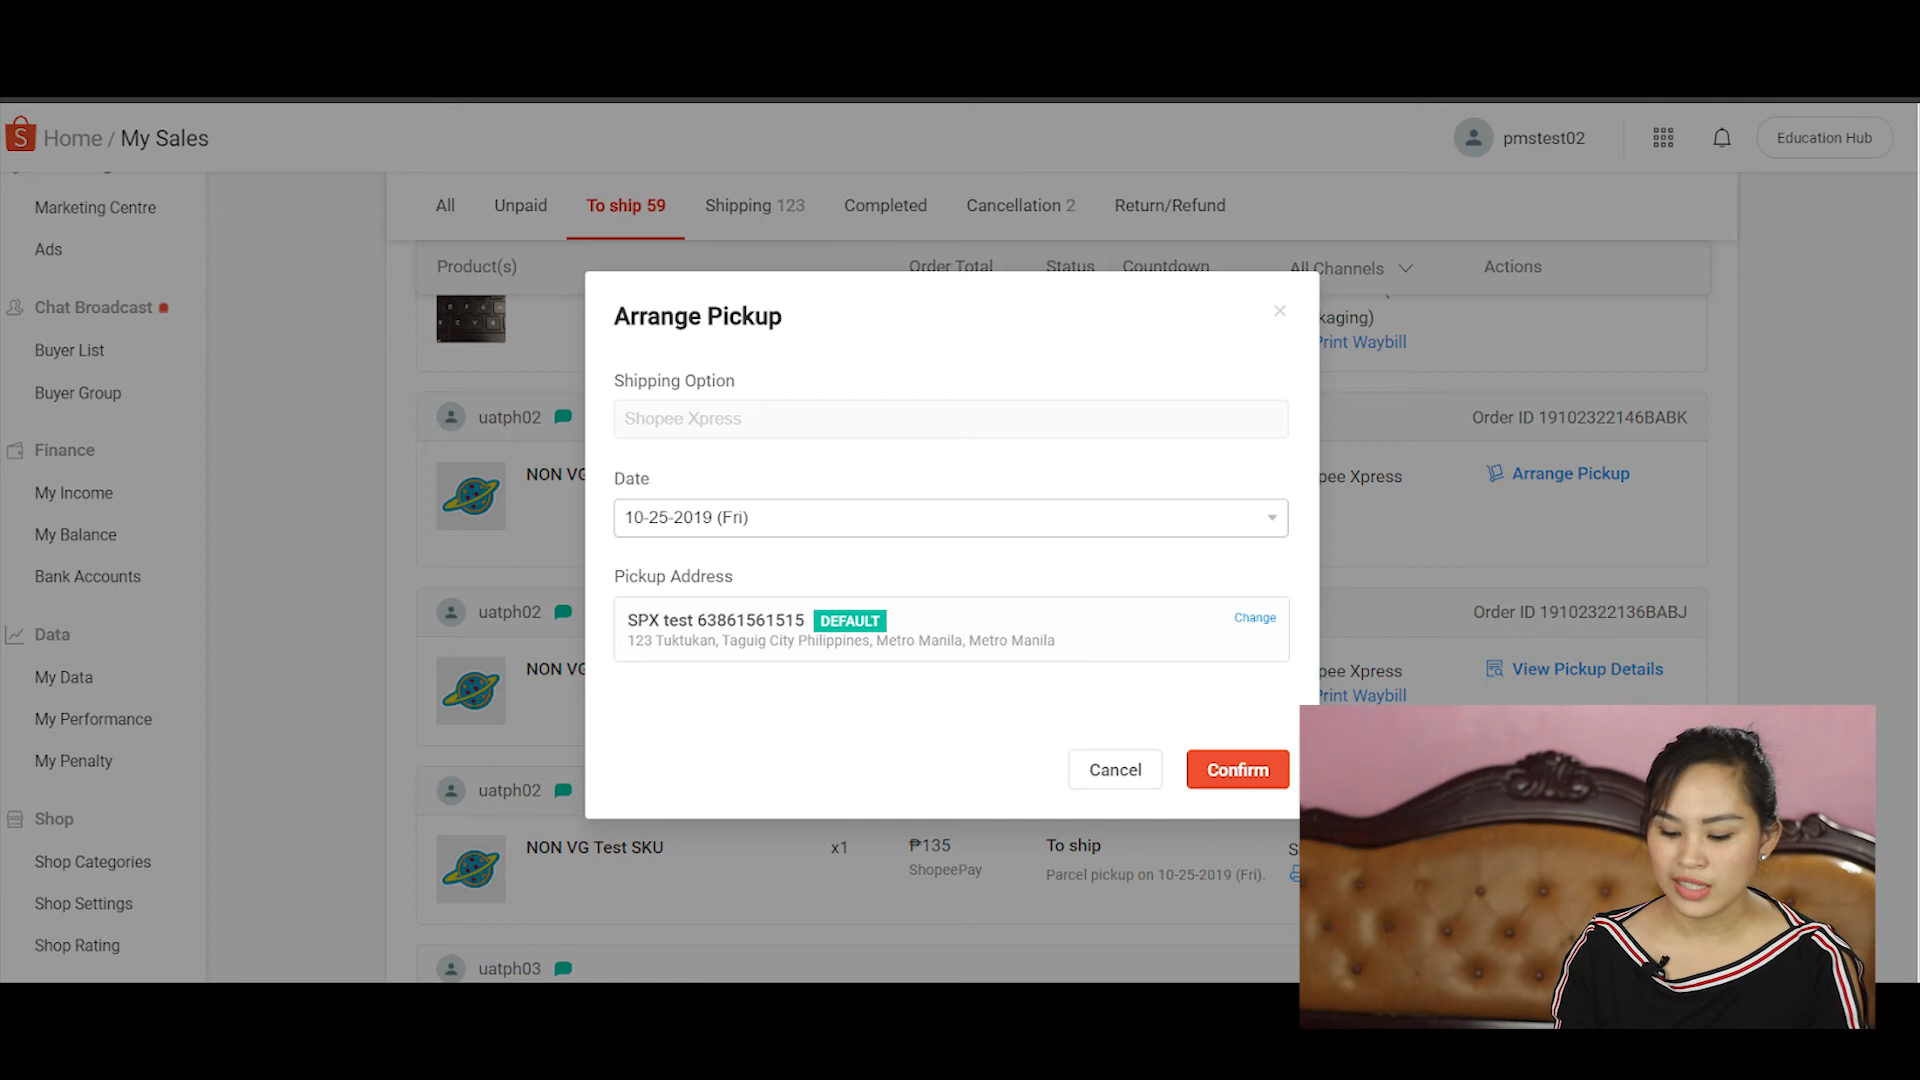 Home / My Sales
pmstest02
Education Hub
Marketing Centre
Ads
Chat Broadcast
Buyer List
Buyer Group
Finance
My Income
My Balance
Bank Accounts
Data
My Data
My Performance
My Penalty
Shop
Shop Categories
Shop Settings
Shop Rating
All
Unpaid
To ship 59
Shipping 123
Completed
Cancellation 2
Return/Refund
Product(s)
Order Total
Status
Countdown
All Channels
Actions
kaging)
Print Waybill
uatph02
Order ID 19102322146BABK
NON VG
pee Xpress
Arrange Pickup
uatph02
Order ID 19102322136BABJ
NON VG
pee Xpress
View Pickup Details
Print Waybill
uatph02
NON VG Test SKU
x1
₱135
ShopeePay
To ship
Parcel pickup on 10-25-2019 (Fri).
uatph03
Arrange Pickup
Shipping Option
Shopee Xpress
Date
10-25-2019 (Fri)
Pickup Address
SPX test 63861561515 DEFAULT
Change
123 Tuktukan, Taguig City Philippines, Metro Manila, Metro Manila
Cancel
Confirm